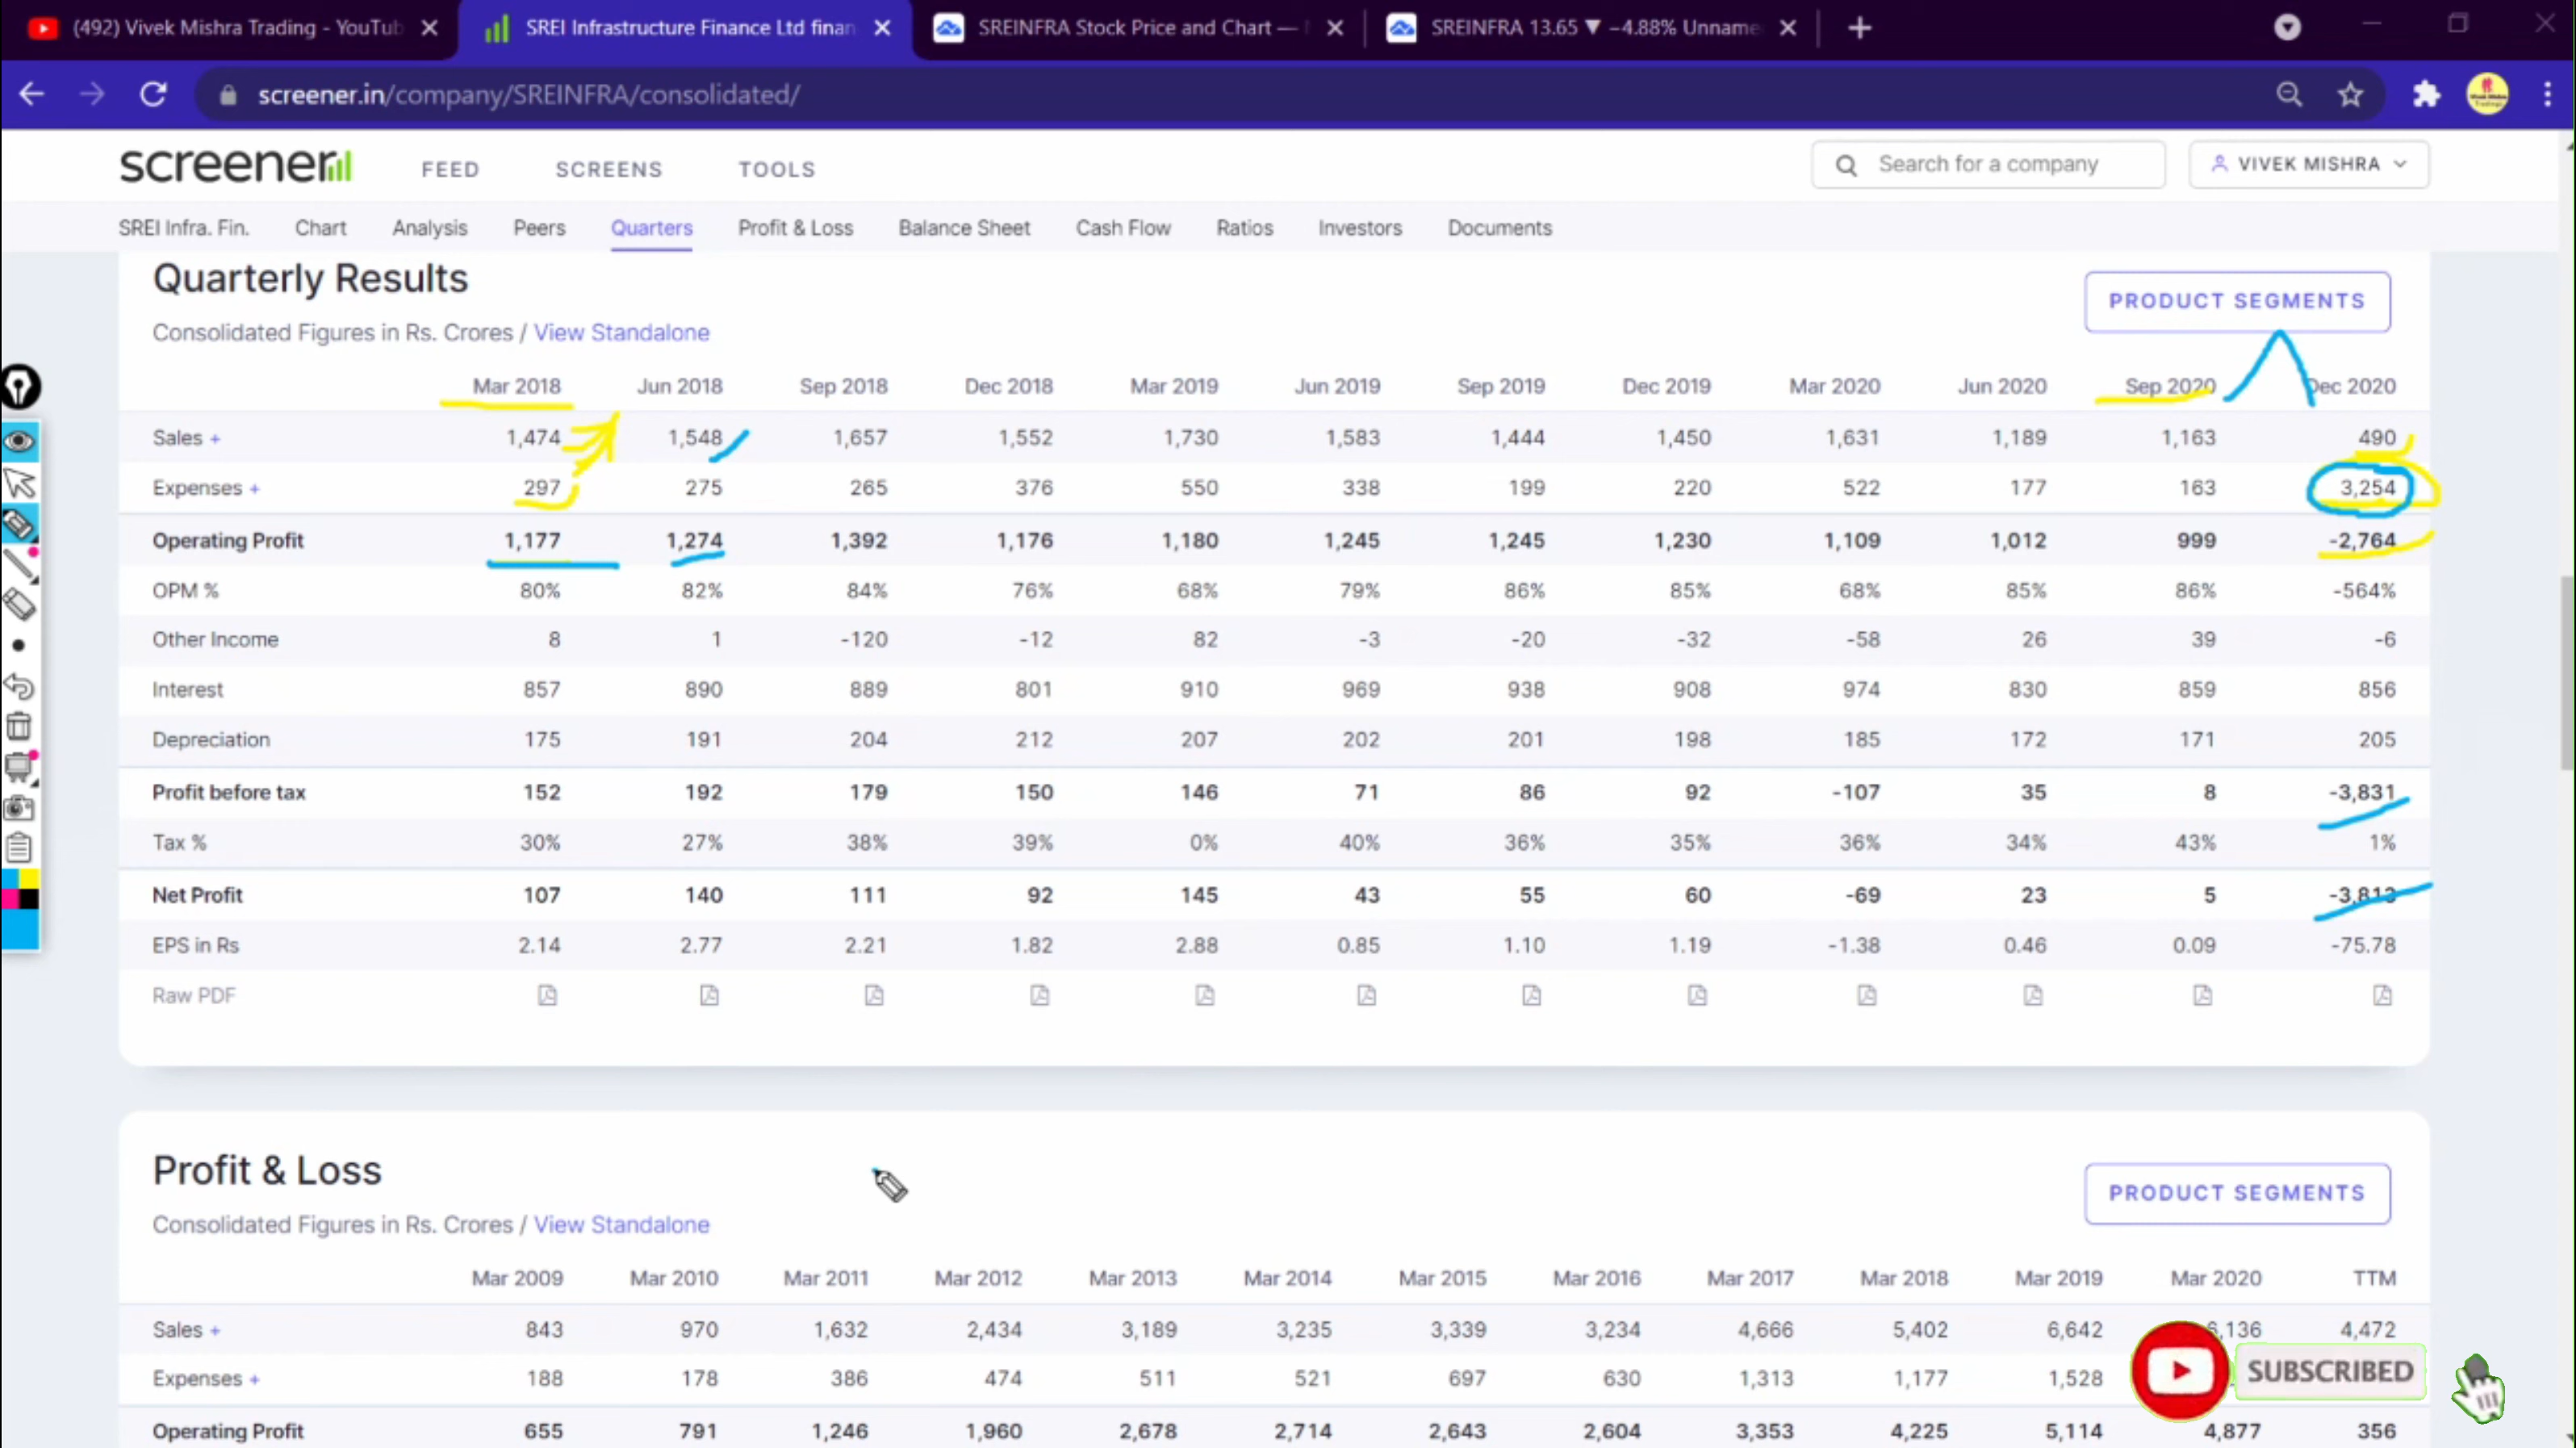 (492) Vivek Mishra Trading - YouTub
SREI Infrastructure Finance Ltd finan
SREINFRA Stock Price and Chart —
SREINFRA 13.65 ▼ −4.88% Unname
screener.in/company/SREINFRA/consolidated/
screener FEED SCREENS TOOLS Search for a company VIVEK MISHRA
SREI Infra. Fin. Chart Analysis Peers Quarters Profit & Loss Balance Sheet Cash Flow Ratios Investors Documents
Quarterly Results
PRODUCT SEGMENTS
Consolidated Figures in Rs. Crores / View Standalone
Mar 2018 Jun 2018 Sep 2018 Dec 2018 Mar 2019 Jun 2019 Sep 2019 Dec 2019 Mar 2020 Jun 2020 Sep 2020 Dec 2020
Sales + 1,474 1,548 1,657 1,552 1,730 1,583 1,444 1,450 1,631 1,189 1,163 490
Expenses + 297 275 265 376 550 338 199 220 522 177 163 3,254
Operating Profit 1,177 1,274 1,392 1,176 1,180 1,245 1,245 1,230 1,109 1,012 999 -2,764
OPM % 80% 82% 84% 76% 68% 79% 86% 85% 68% 85% 86% -564%
Other Income 8 1 -120 -12 82 -3 -20 -32 -58 26 39 -6
Interest 857 890 889 801 910 969 938 908 974 830 859 856
Depreciation 175 191 204 212 207 202 201 198 185 172 171 205
Profit before tax 152 192 179 150 146 71 86 92 -107 35 8 -3,831
Tax % 30% 27% 38% 39% 0% 40% 36% 35% 36% 34% 43% 1%
Net Profit 107 140 111 92 145 43 55 60 -69 23 5 -3,813
EPS in Rs 2.14 2.77 2.21 1.82 2.88 0.85 1.10 1.19 -1.38 0.46 0.09 -75.78
Raw PDF
Profit & Loss
PRODUCT SEGMENTS
Consolidated Figures in Rs. Crores / View Standalone
Mar 2009 Mar 2010 Mar 2011 Mar 2012 Mar 2013 Mar 2014 Mar 2015 Mar 2016 Mar 2017 Mar 2018 Mar 2019 Mar 2020 TTM
Sales + 843 970 1,632 2,434 3,189 3,235 3,339 3,234 4,666 5,402 6,642 6,136 4,472
Expenses + 188 178 386 474 511 521 697 630 1,313 1,177 1,528
SUBSCRIBED
Operating Profit 655 791 1,246 1,960 2,678 2,714 2,643 2,604 3,353 4,225 5,114 4,877 356